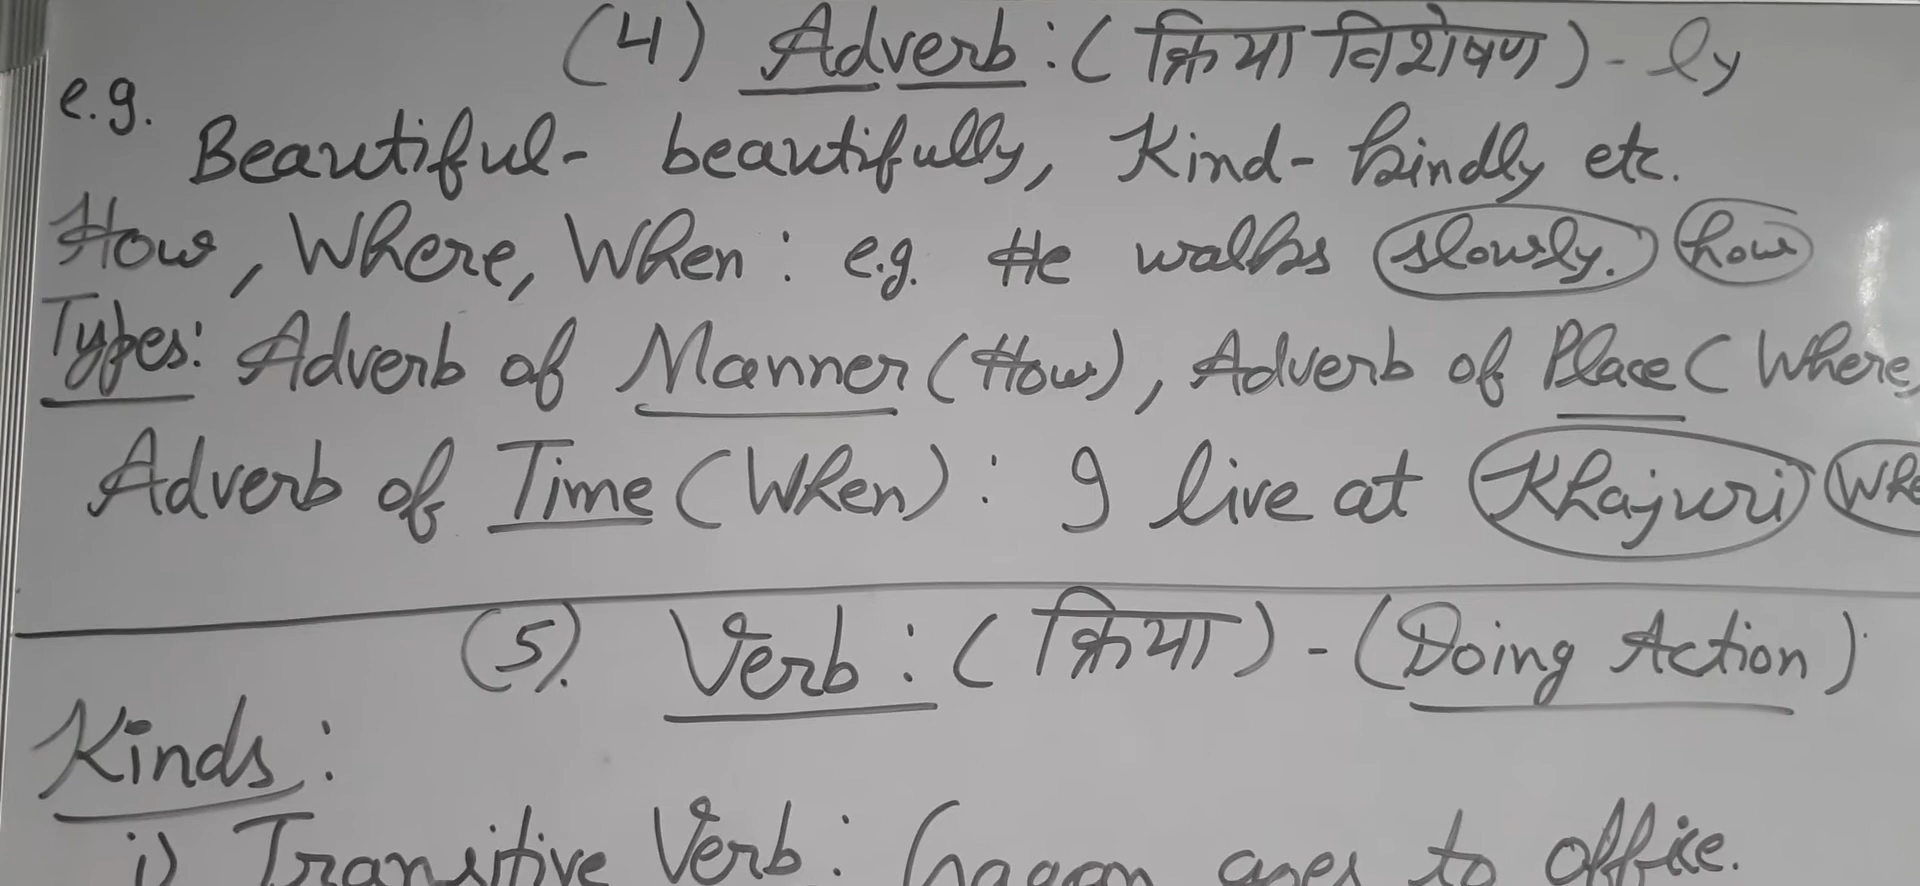 (4) Adverb : (क्रिया विशेषण) - ly
e.g.
Beautiful - beautifully, Kind - kindly etc.
How, Where, When : e.g. He walks slowly. how
Types: Adverb of Manner (How), Adverb of Place (Where,
Adverb of Time (When) : I live at Khajuri Whe
(5). Verb : (क्रिया) - (Doing Action)
Kinds :
i) Transitive Verb : Gagan goes to office.